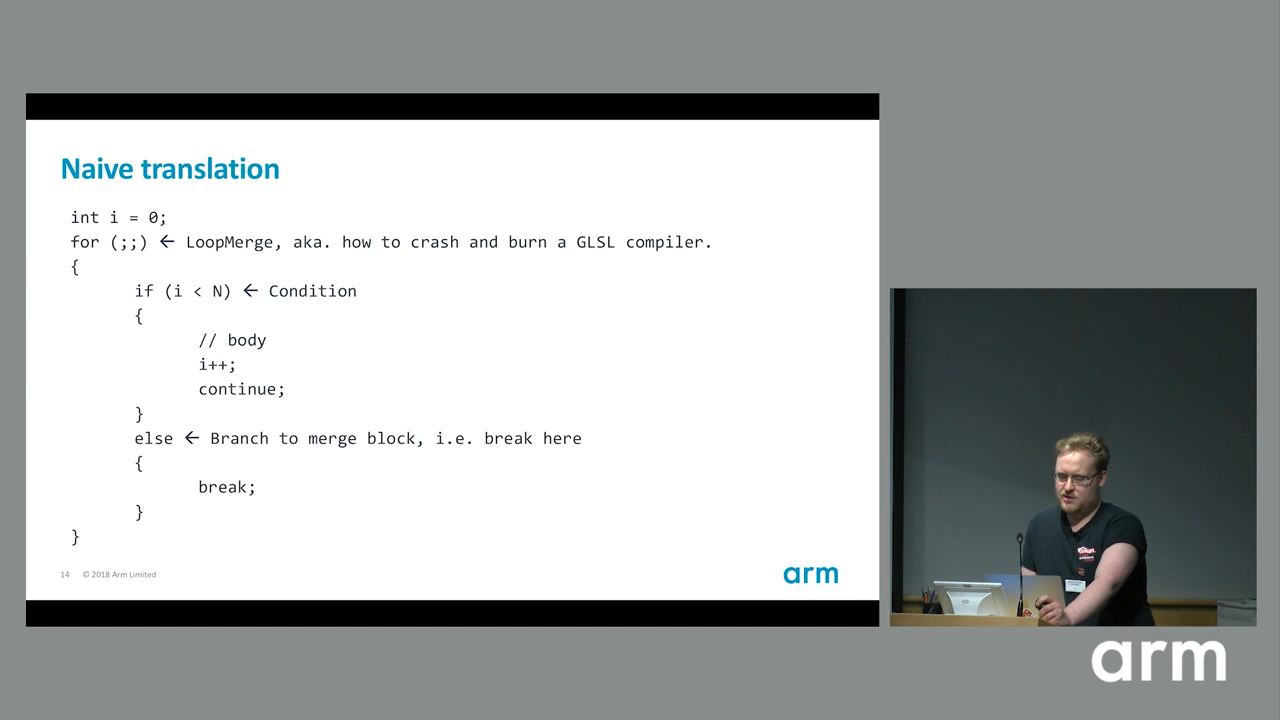 Naive translation
int i = 0;
for (;;) ← LoopMerge, aka. how to crash and burn a GLSL compiler.
{
if (i < N) ← Condition
{
// body
i++;
continue;
}
else ← Branch to merge block, i.e. break here
{
break;
}
}
14 © 2018 Arm Limited
arm
arm